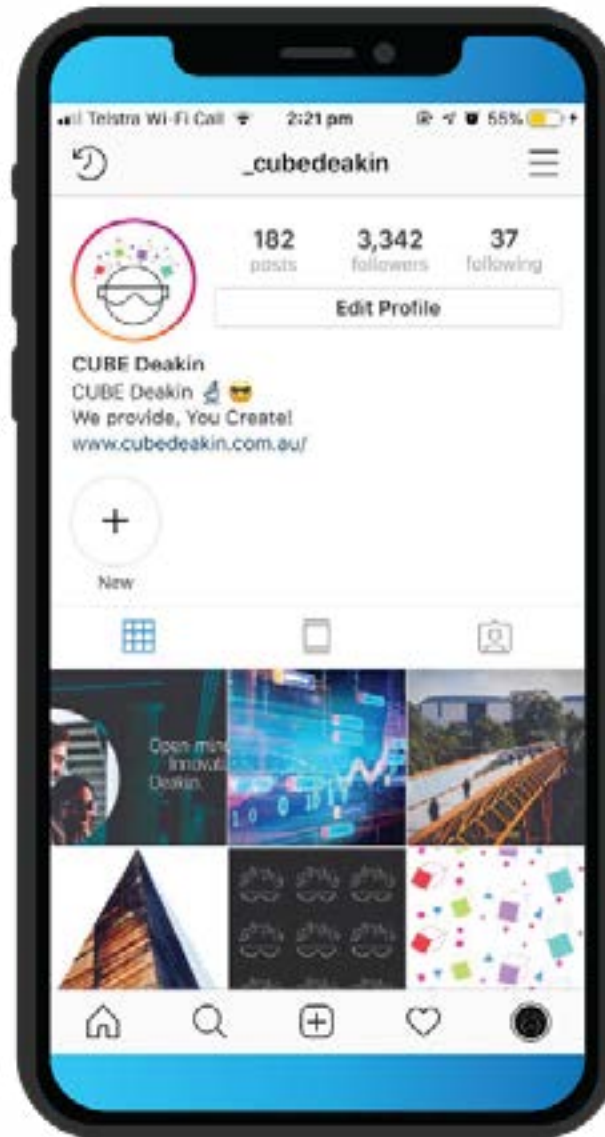 Telstra Wi-Fi Call 2:21 pm 55%
_cubedeakin
182 3,342 37
posts followers following
Edit Profile
CUBE Deakin
CUBE Deakin 🔬 😎
We provide, You Create!
www.cubedeakin.com.au/
+
New
Open mind
Innovat
Deakin.